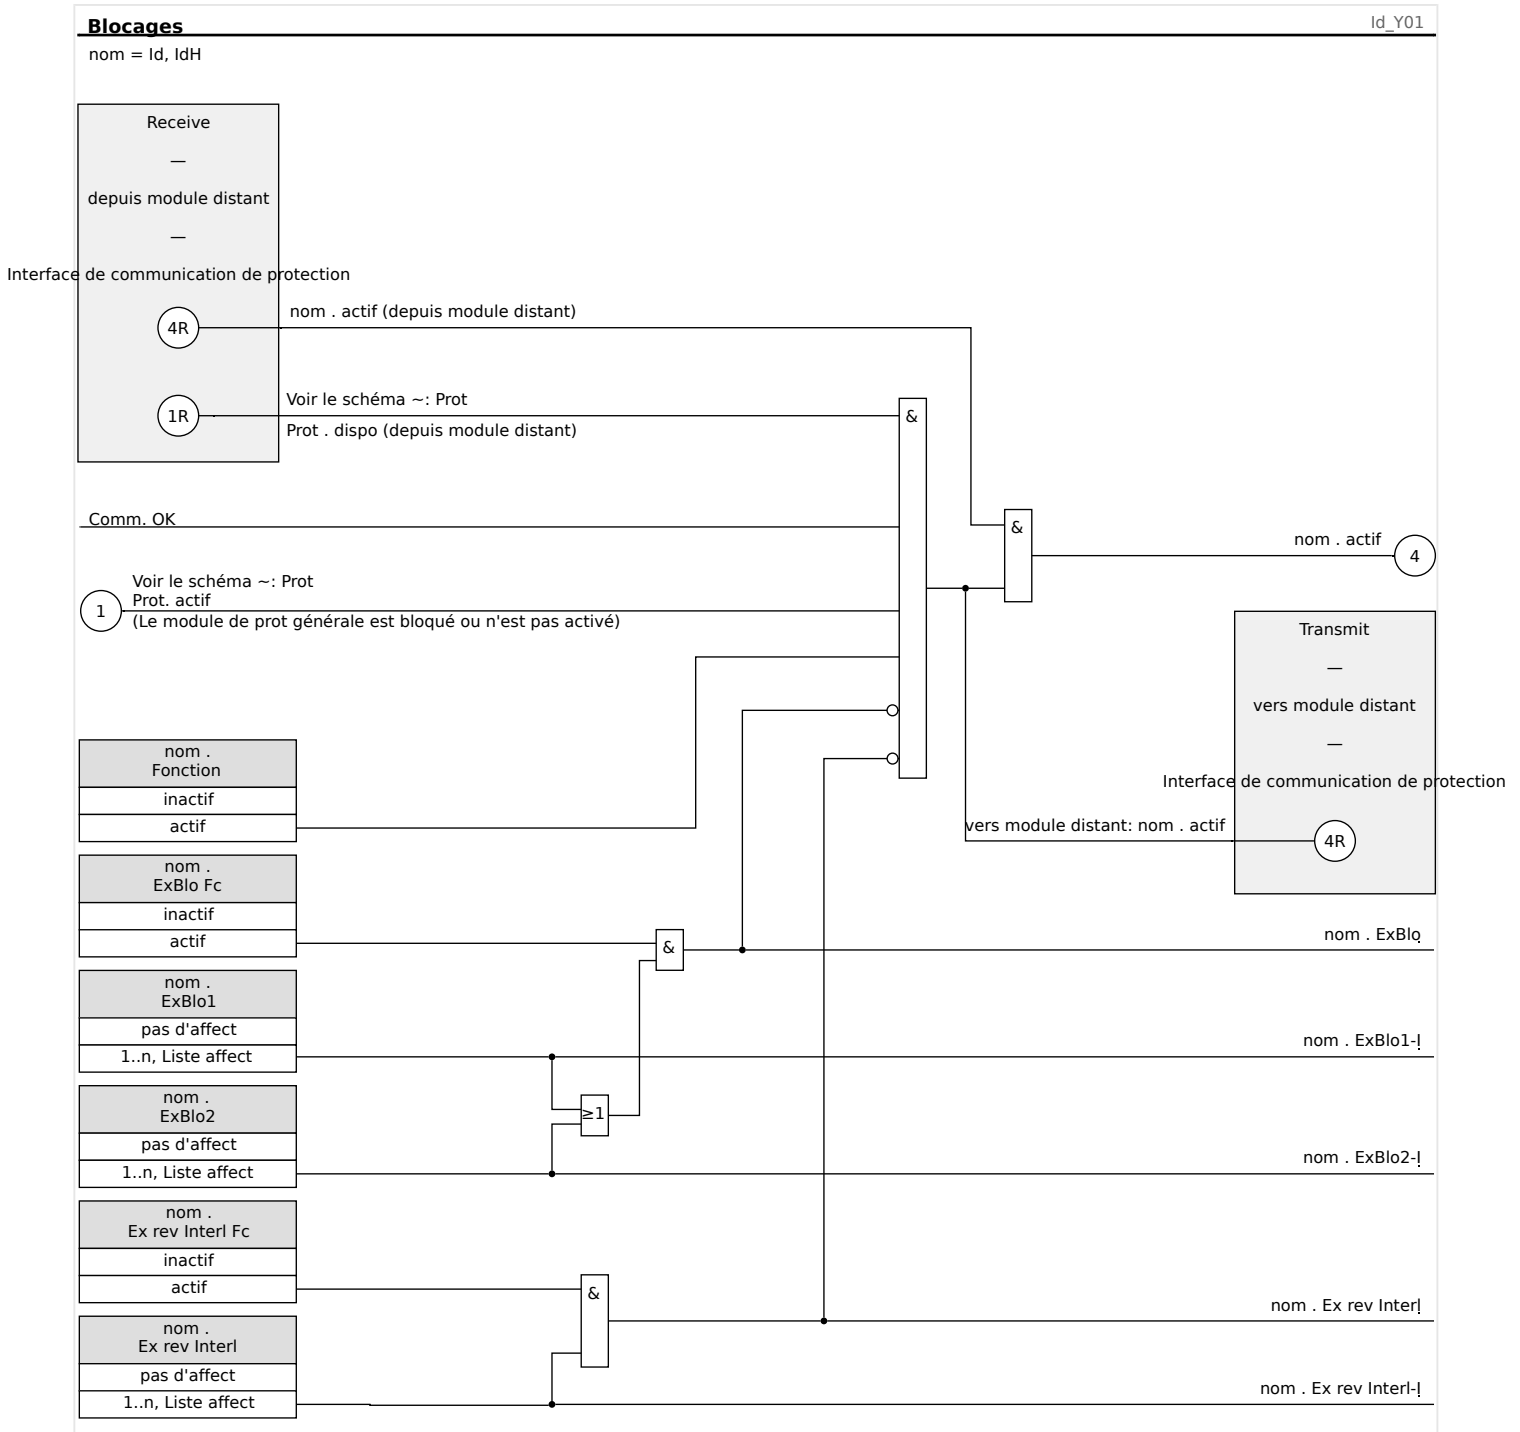 Blocages
Id_Y01
nom = Id, IdH
Receive
—
depuis module distant
—
Interface de communication de protection
4R
nom . actif (depuis module distant)
1R
Voir le schéma ~: Prot
Prot . dispo (depuis module distant)
&
Comm. OK
&
nom . actif
4
1
Voir le schéma ~: Prot
Prot. actif
(Le module de prot générale est bloqué ou n'est pas activé)
Transmit
—
vers module distant
—
Interface de communication de protection
vers module distant: nom . actif
4R
nom .
Fonction
inactif
actif
nom .
ExBlo Fc
inactif
actif
&
nom . ExBlo
nom .
ExBlo1
pas d'affect
1..n, Liste affect
nom . ExBlo1-I
≥1
nom .
ExBlo2
pas d'affect
1..n, Liste affect
nom . ExBlo2-I
nom .
Ex rev Interl Fc
inactif
actif
&
nom . Ex rev Interl
nom .
Ex rev Interl
pas d'affect
1..n, Liste affect
nom . Ex rev Interl-I